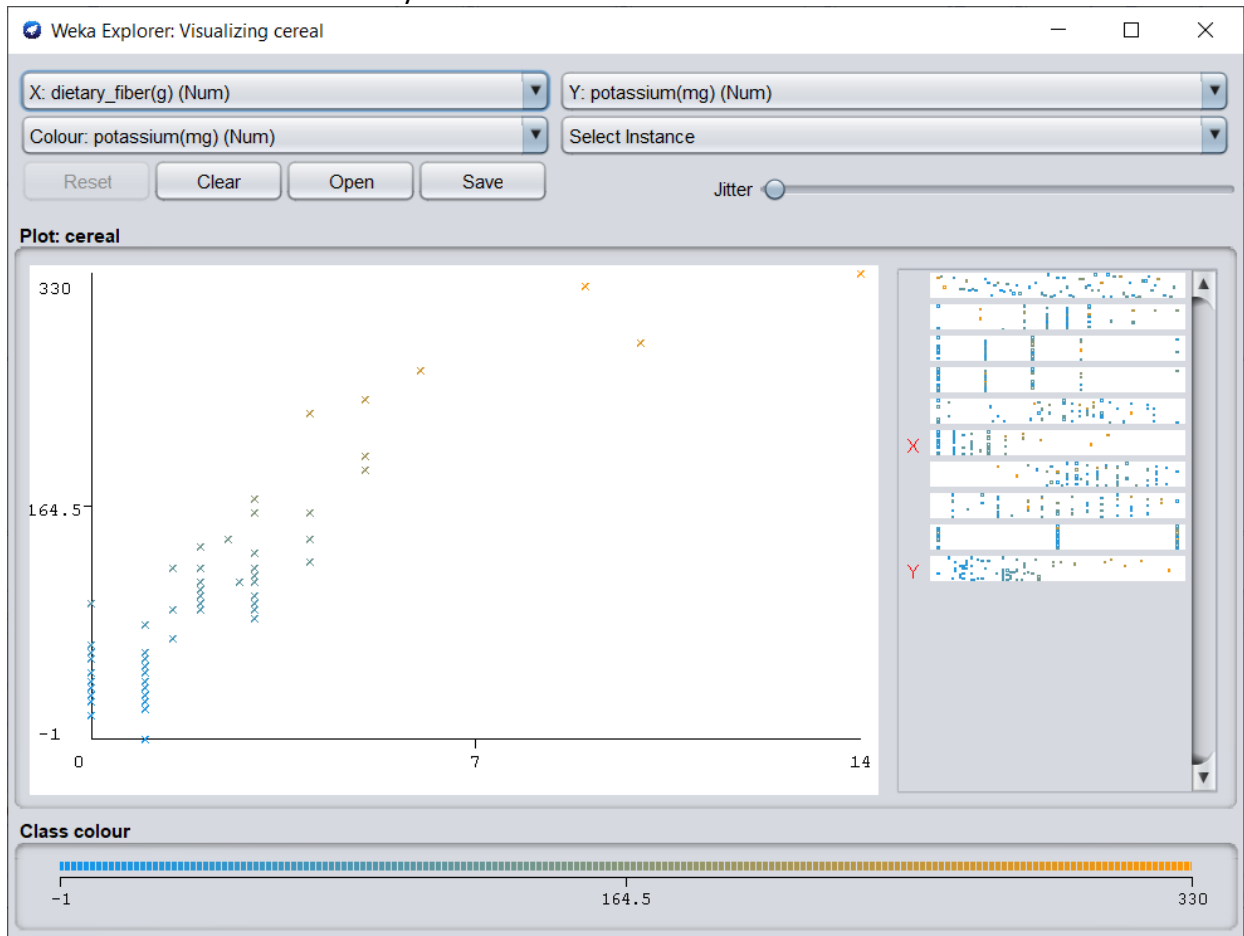 Weka Explorer: Visualizing cereal
X: dietary_fiber(g) (Num)
Y: potassium(mg) (Num)
Colour: potassium(mg) (Num)
Select Instance
Reset Clear Open Save
Jitter
Plot: cereal
330
164.5
-1
0 7 14
X
Y
Class colour
-1 164.5 330